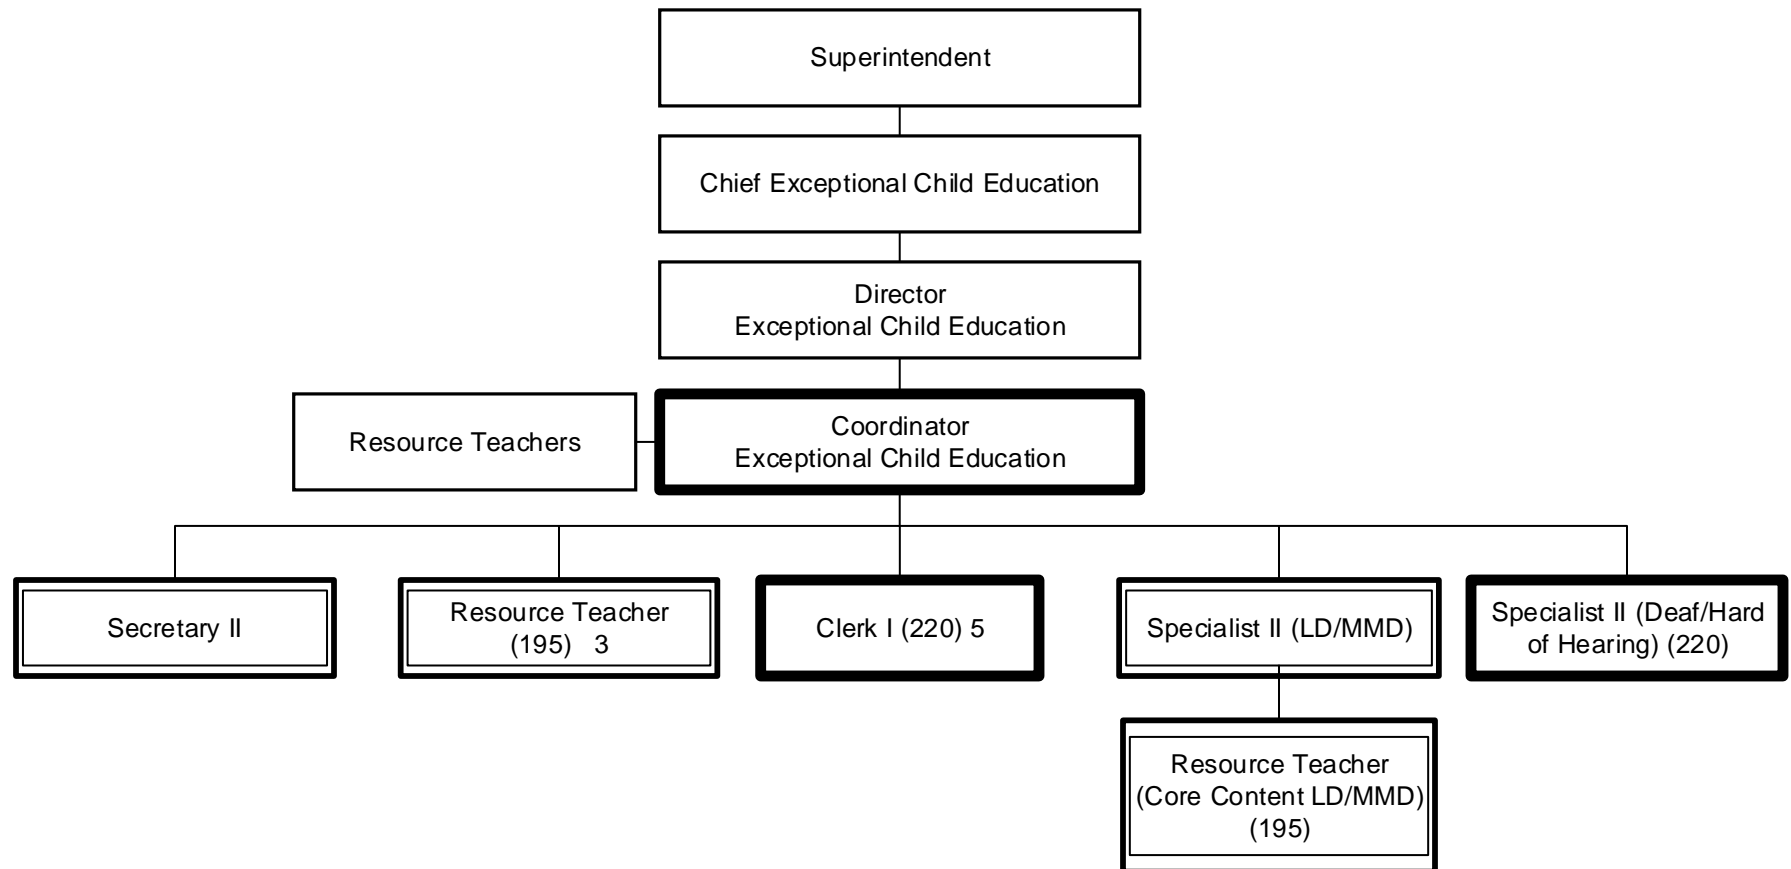 Superintendent
Chief Exceptional Child Education
Director
Exceptional Child Education
Resource Teachers
Coordinator
Exceptional Child Education
Secretary II
Resource Teacher
(195) 3
Clerk I (220) 5
Specialist II (LD/MMD)
Specialist II (Deaf/Hard
of Hearing) (220)
Resource Teacher
(Core Content LD/MMD)
(195)